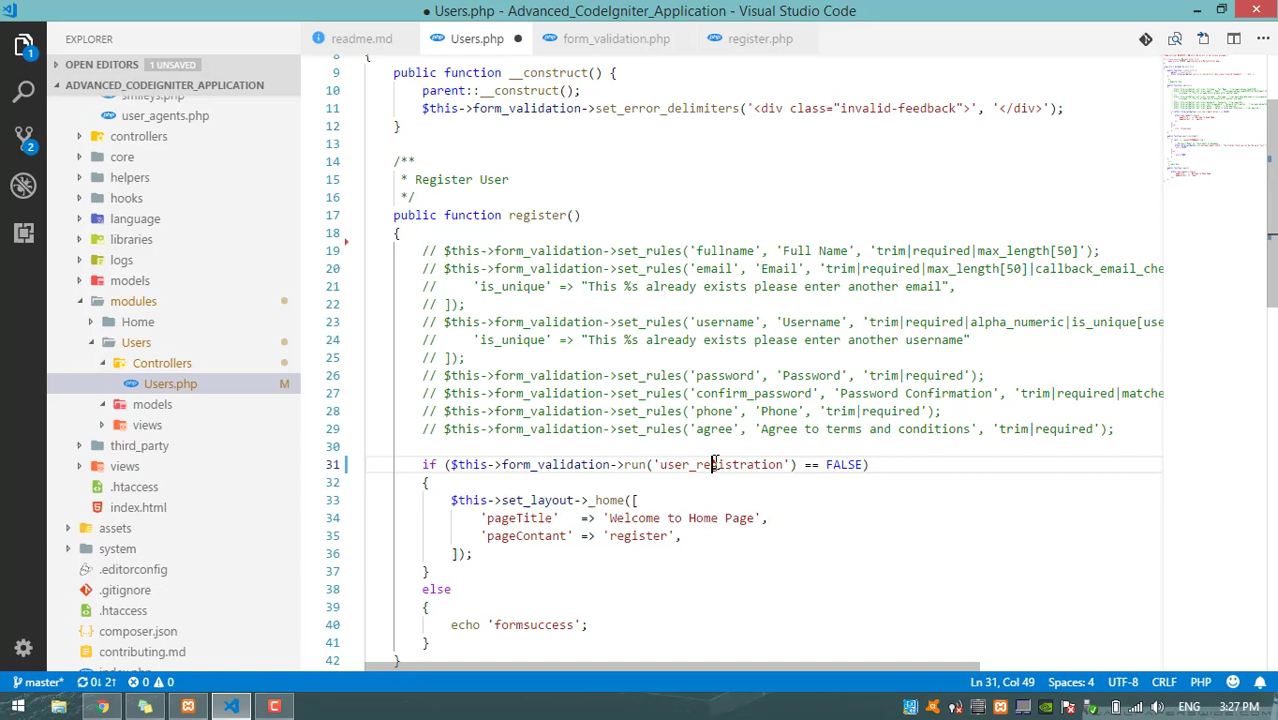 ● Users.php - Advanced_CodeIgniter_Application - Visual Studio Code
EXPLORER
readme.md
Users.php
form_validation.php
register.php
OPEN EDITORS 1 UNSAVED
ADVANCED_CODEIGNITER_APPLICATION
smileys.php
user_agents.php
controllers
core
helpers
hooks
language
libraries
logs
models
modules
Home
Users
Controllers
Users.php M
models
views
third_party
views
.htaccess
index.html
assets
system
.editorconfig
.gitignore
.htaccess
composer.json
contributing.md
1
2
8 {
9 public function __construct() {
10 parent::__construct();
11 $this->form_validation->set_error_delimiters('<div class="invalid-feedback">', '</div>');
12 }
13
14 /**
15 * Register User
16 */
17 public function register()
18 {
19 // $this->form_validation->set_rules('fullname', 'Full Name', 'trim|required|max_length[50]');
20 // $this->form_validation->set_rules('email', 'Email', 'trim|required|max_length[50]|callback_email_che
21 // 'is_unique' => "This %s already exists please enter another email",
22 // ]);
23 // $this->form_validation->set_rules('username', 'Username', 'trim|required|alpha_numeric|is_unique[use
24 // 'is_unique' => "This %s already exists please enter another username"
25 // ]);
26 // $this->form_validation->set_rules('password', 'Password', 'trim|required');
27 // $this->form_validation->set_rules('confirm_password', 'Password Confirmation', 'trim|required|matche
28 // $this->form_validation->set_rules('phone', 'Phone', 'trim|required');
29 // $this->form_validation->set_rules('agree', 'Agree to terms and conditions', 'trim|required');
30
31 if ($this->form_validation->run('user_registration') == FALSE)
32 {
33 $this->set_layout->_home([
34 'pageTitle' => 'Welcome to Home Page',
35 'pageContant' => 'register',
36 ]);
37 }
38 else
39 {
40 echo 'formsuccess';
41 }
42 }
master* 0↓ 2↑ 0 0
Ln 31, Col 49 Spaces: 4 UTF-8 CRLF PHP
ENG 3:27 PM